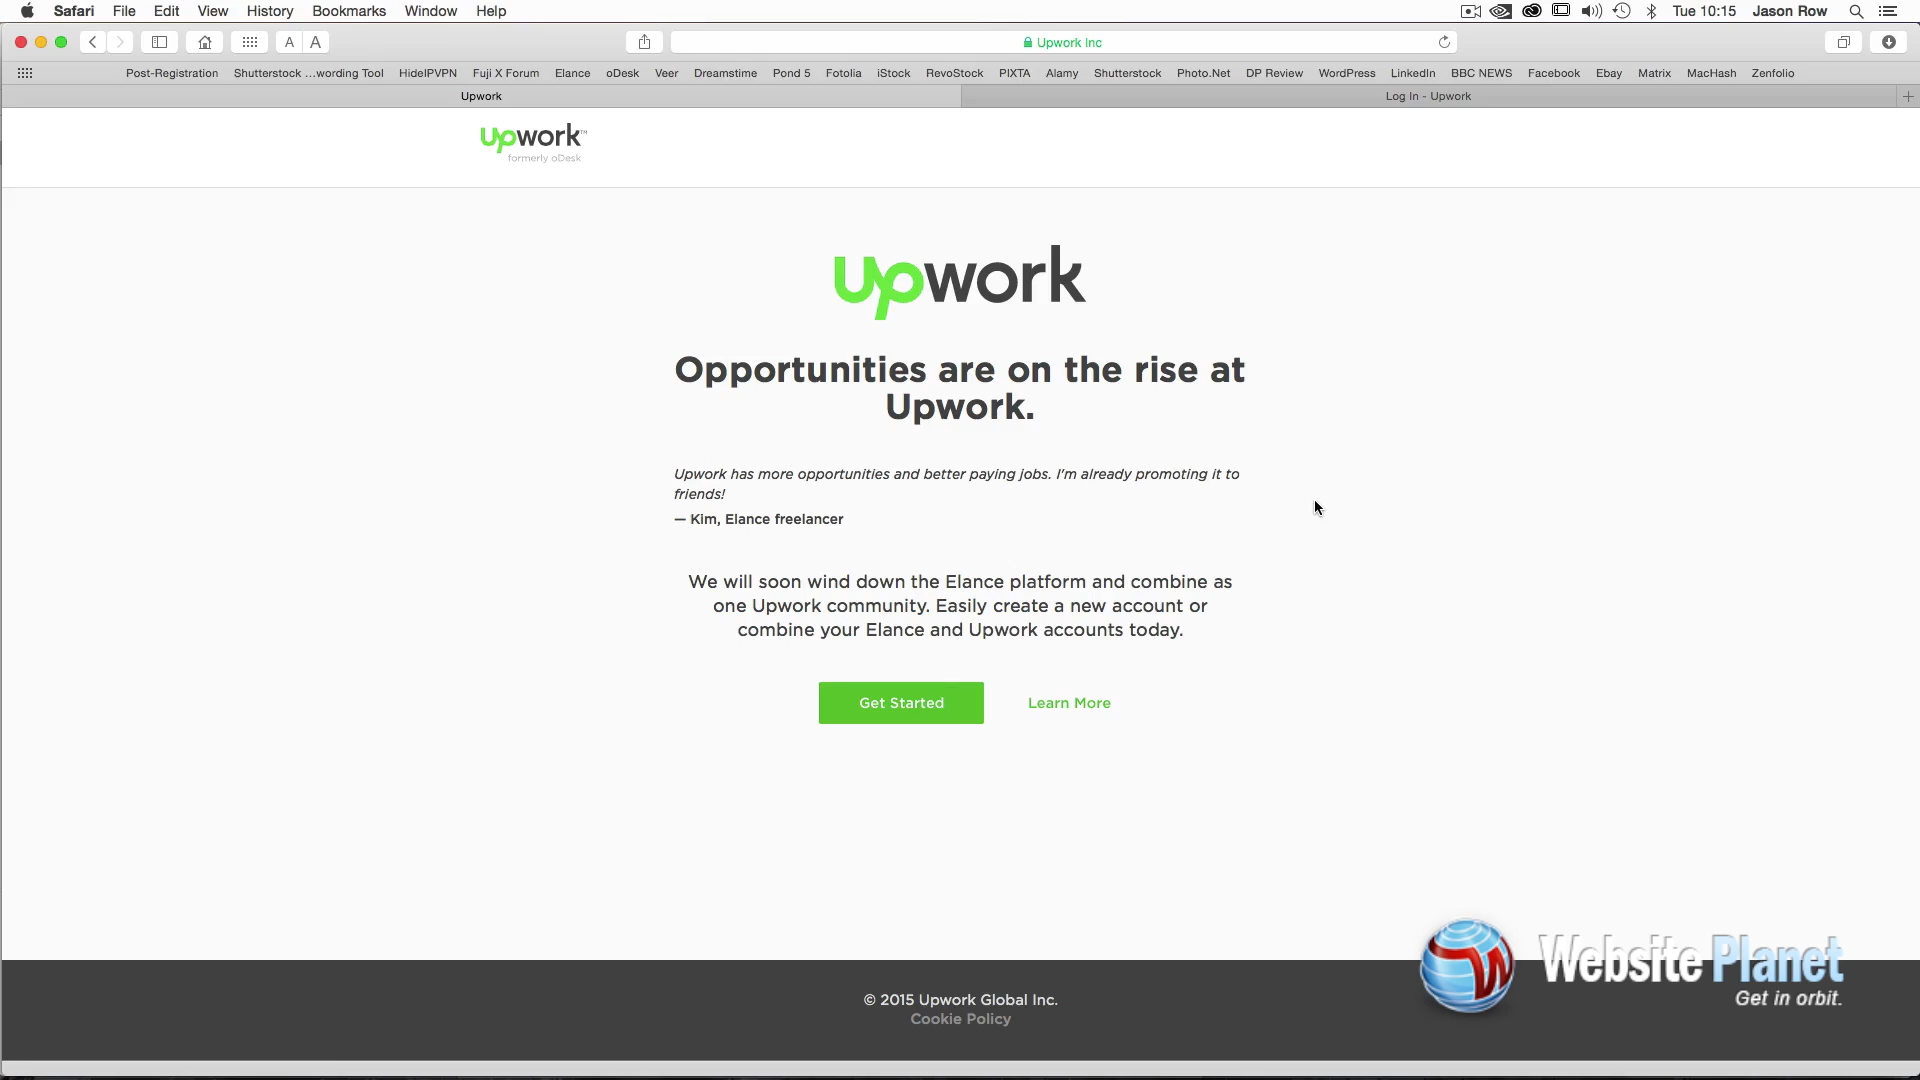 Safari File Edit View History Bookmarks Window Help Tue 10:15 Jason Row
A A Upwork Inc
Post-Registration Shutterstock ...wording Tool HideIPVPN Fuji X Forum Elance oDesk Veer Dreamstime Pond 5 Fotolia iStock RevoStock PIXTA Alamy Shutterstock Photo.Net DP Review WordPress LinkedIn BBC NEWS Facebook Ebay Matrix MacHash Zenfolio
Upwork Log In - Upwork
upwork™
formerly oDesk
upwork
Opportunities are on the rise at
Upwork.
Upwork has more opportunities and better paying jobs. I'm already promoting it to
friends!
— Kim, Elance freelancer
We will soon wind down the Elance platform and combine as
one Upwork community. Easily create a new account or
combine your Elance and Upwork accounts today.
Get Started Learn More
W Website Planet
Get in orbit.
© 2015 Upwork Global Inc.
Cookie Policy